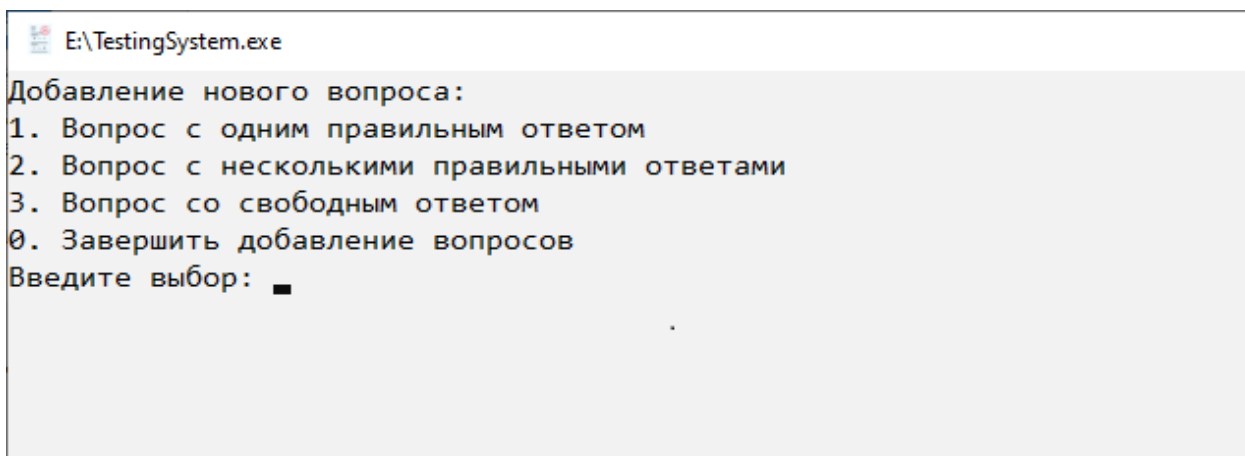 E:\TestingSystem.exe
Добавление нового вопроса:
1. Вопрос с одним правильным ответом
2. Вопрос с несколькими правильными ответами
3. Вопрос со свободным ответом
0. Завершить добавление вопросов
Введите выбор: